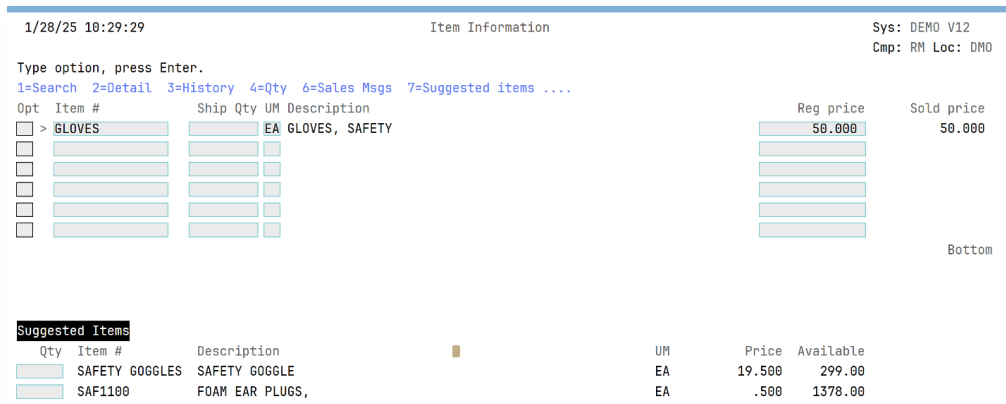 1/28/25 10:29:29 Item Information Sys: DEMO V12
Cmp: RM Loc: DMO
Type option, press Enter.
1=Search 2=Detail 3=History 4=Qty 6=Sales Msgs 7=Suggested items ....
Opt Item # Ship Qty UM Description Reg price Sold price
> GLOVES EA GLOVES, SAFETY 50.000 50.000
Bottom
Suggested Items
Qty Item # Description UM Price Available
SAFETY GOGGLES SAFETY GOGGLE EA 19.500 299.00
SAF1100 FOAM EAR PLUGS, EA .500 1378.00